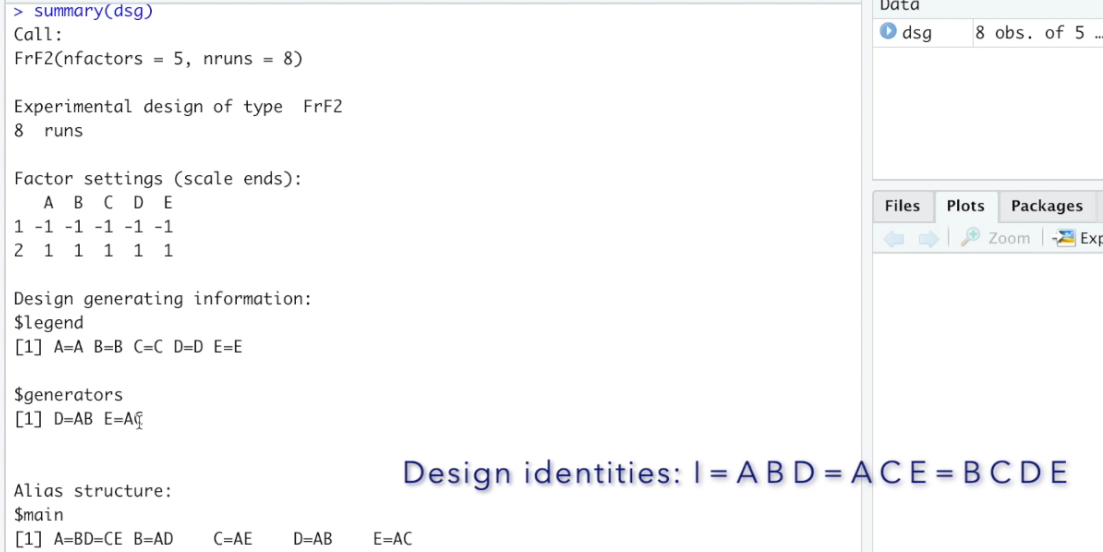 > summary(dsg)
Call:
FrF2(nfactors = 5, nruns = 8)
Experimental design of type  FrF2
8  runs
Factor settings (scale ends):
   A  B  C  D  E
1 -1 -1 -1 -1 -1
2  1  1  1  1  1
Design generating information:
$legend
[1] A=A B=B C=C D=D E=E
$generators
[1] D=AB E=AC
Design identities: I = A B D = A C E = B C D E
Alias structure:
$main
[1] A=BD=CE B=AD    C=AE    D=AB    E=AC
Data
dsg 8 obs. of 5 …
Files Plots Packages
Zoom Exp